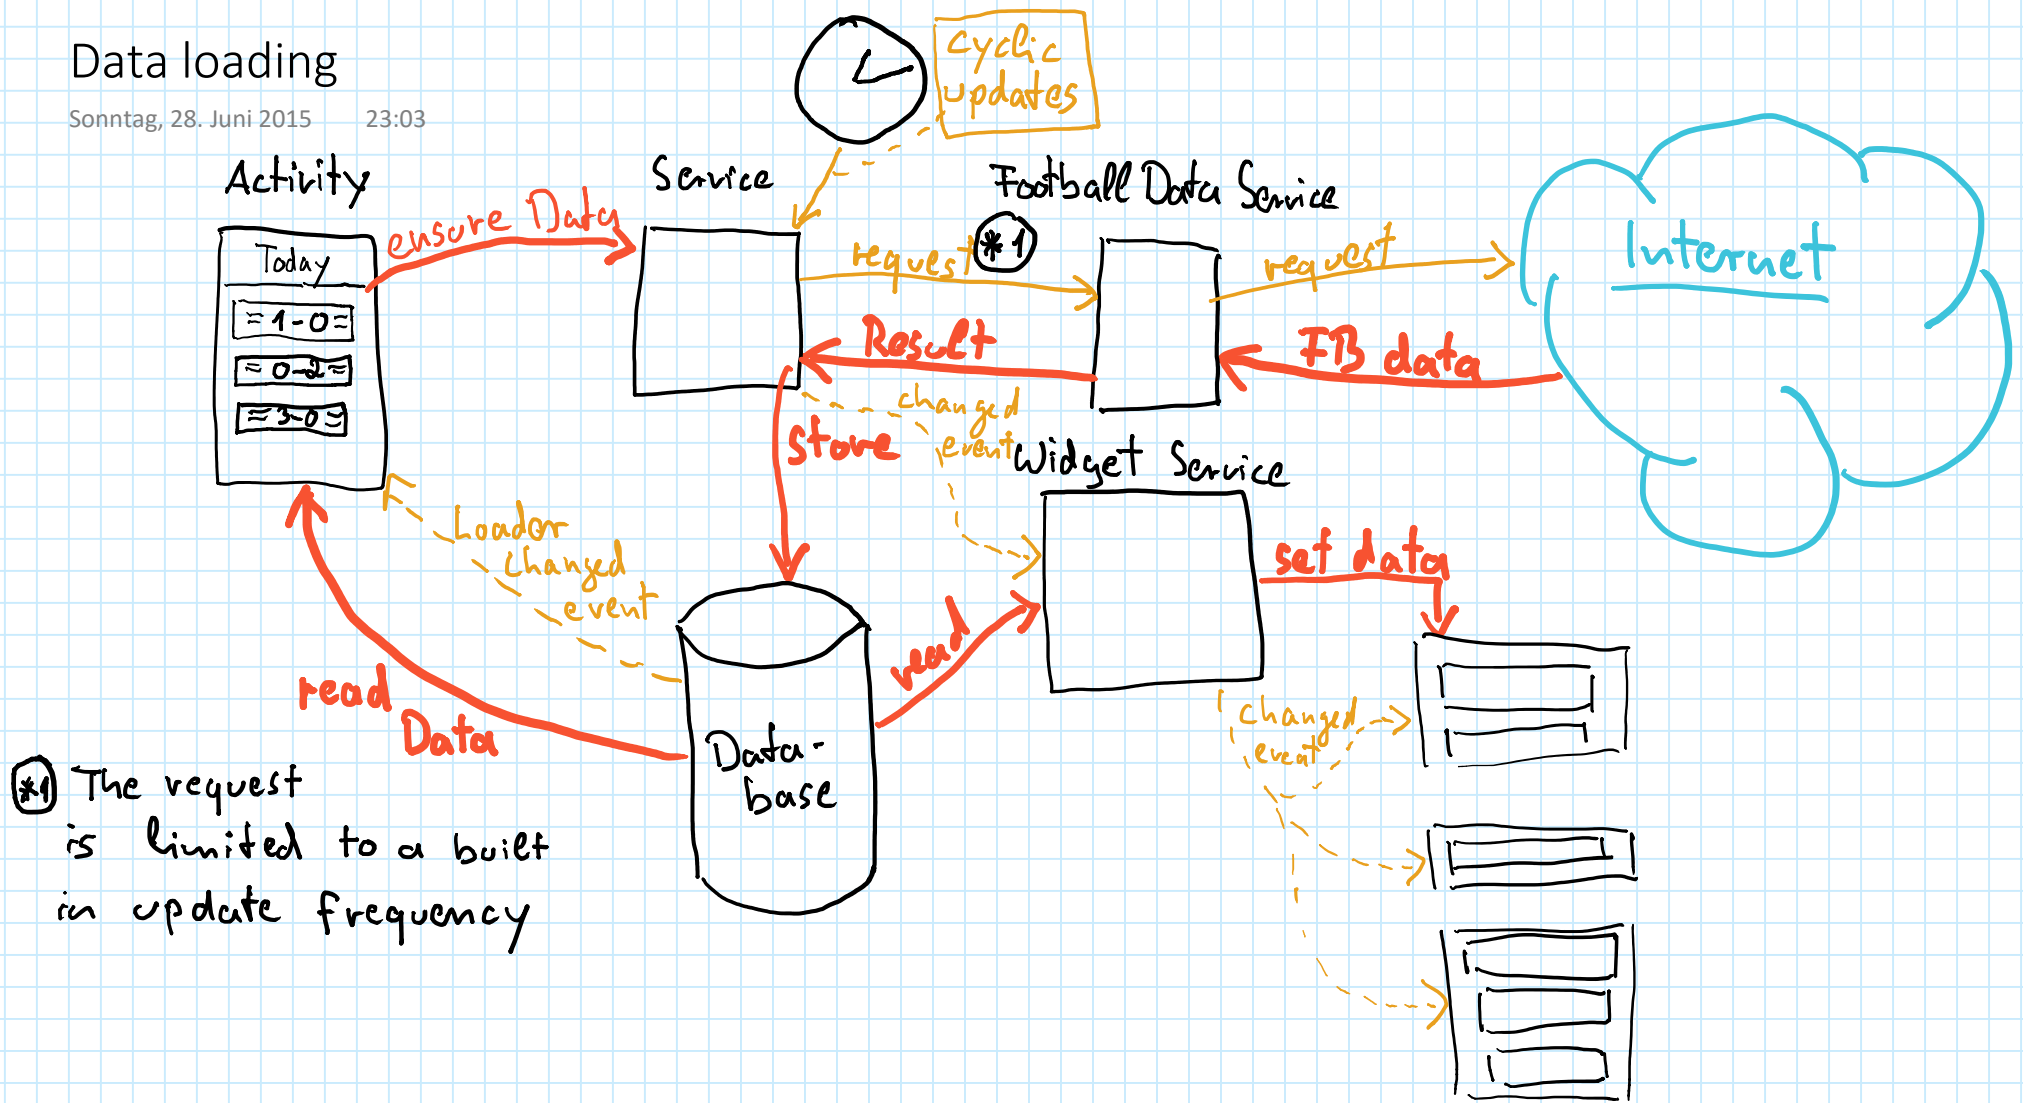 Data loading
Sonntag, 28. Juni 2015 23:03
cyclic
updates
Activity
Service
Football Data Service
Internet
Today
= 1-0 =
= 0-2 =
= 3-0 =
ensure Data
request
*1
request
Result
FB data
changed
event
store
Widget Service
Loader
changed
event
set data
read
read
Data
Data-
base
changed
event
*1 The request
is limited to a built
in update frequency